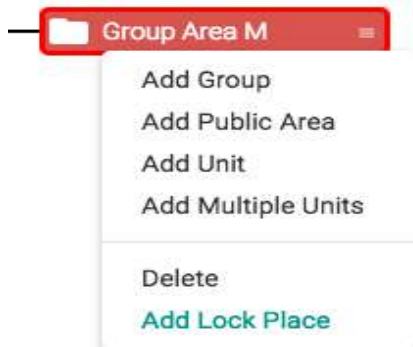 Group Area M
Add Group
Add Public Area
Add Unit
Add Multiple Units
Delete
Add Lock Place